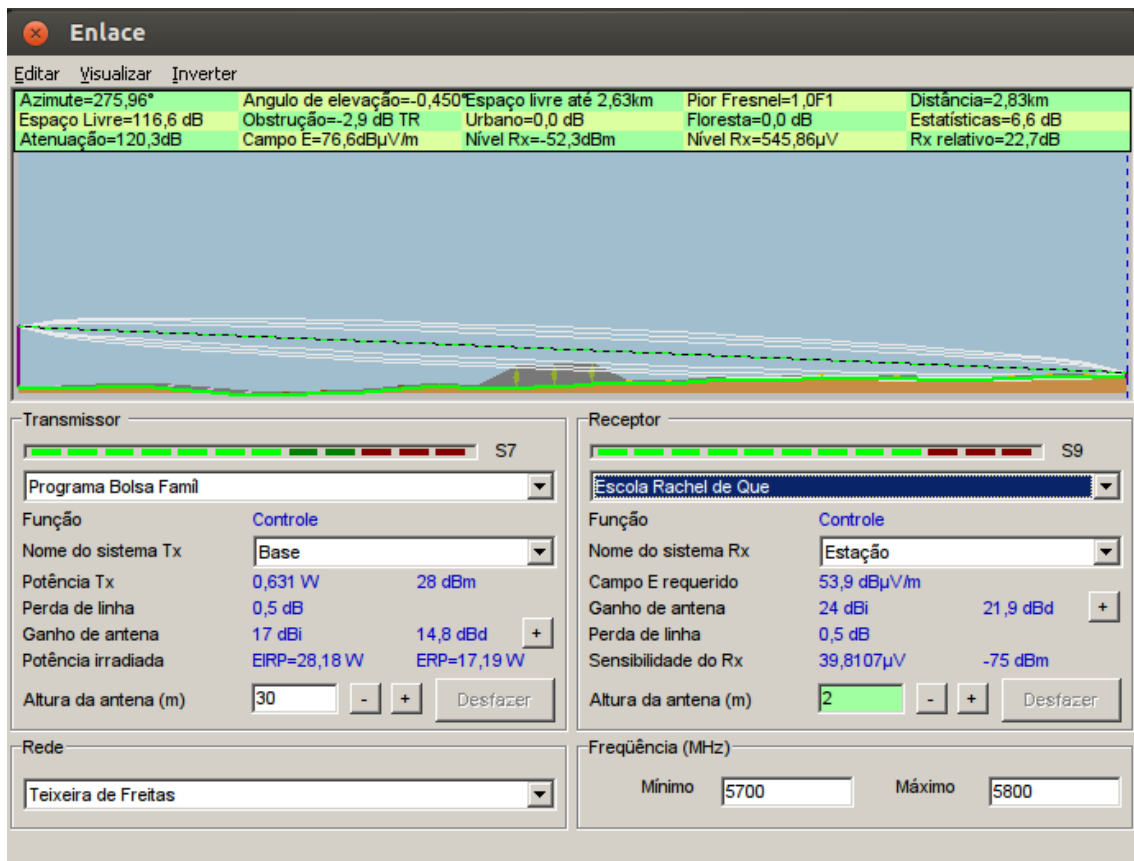 Enlace
Editar Visualizar Inverter
Azimute=275,96° Angulo de elevação=-0,450° Espaço livre até 2,63km Pior Fresnel=1,0F1 Distância=2,83km
Espaço Livre=116,6 dB Obstrução=-2,9 dB TR Urbano=0,0 dB Floresta=0,0 dB Estatísticas=6,6 dB
Atenuação=120,3dB Campo E=76,6dBµV/m Nível Rx=-52,3dBm Nível Rx=545,86µV Rx relativo=22,7dB
Transmissor
S7
Programa Bolsa Famíl
Função Controle
Nome do sistema Tx Base
Potência Tx 0,631 W 28 dBm
Perda de linha 0,5 dB
Ganho de antena 17 dBi 14,8 dBd +
Potência irradiada EIRP=28,18 W ERP=17,19 W
Altura da antena (m) 30 - + Desfazer
Rede
Teixeira de Freitas
Receptor
S9
Escola Rachel de Que
Função Controle
Nome do sistema Rx Estação
Campo E requerido 53,9 dBµV/m
Ganho de antena 24 dBi 21,9 dBd +
Perda de linha 0,5 dB
Sensibilidade do Rx 39,8107µV -75 dBm
Altura da antena (m) 2 - + Desfazer
Freqüência (MHz)
Mínimo 5700 Máximo 5800